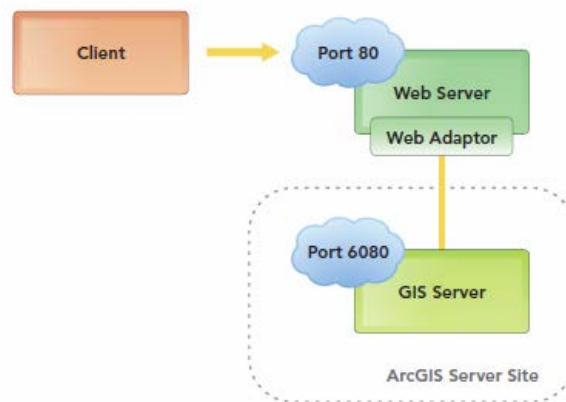 Client
Port 80
Web Server
Web Adaptor
Port 6080
GIS Server
ArcGIS Server Site